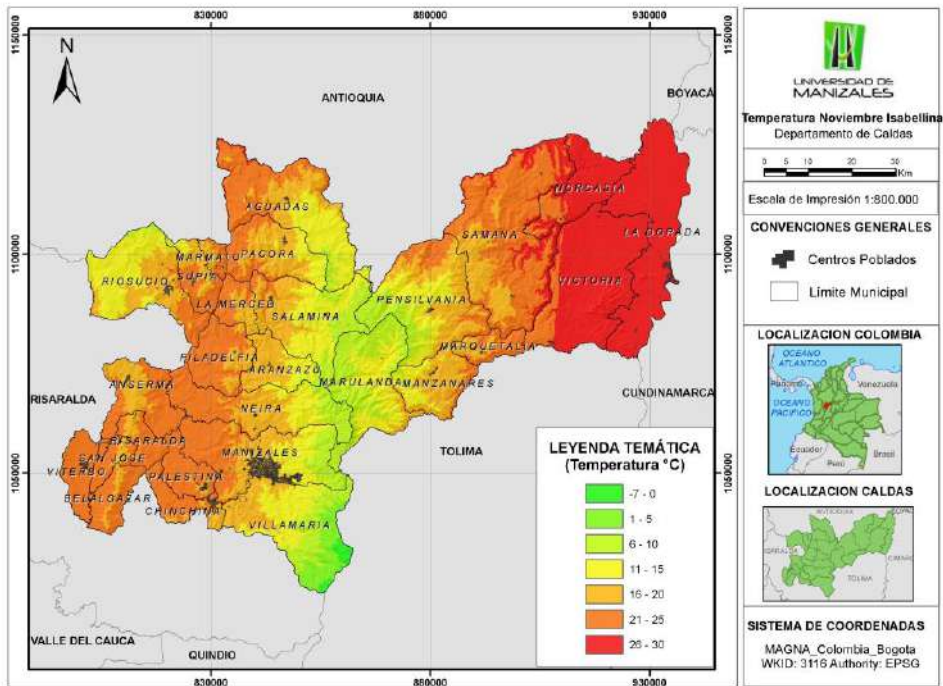 830000
880000
930000
1150000
1100000
1050000
N
ANTIOQUIA
BOYACÁ
CUNDINAMARCA
TOLIMA
RISARALDA
VALLE DEL CAUCA
QUINDIO
AGUADAS
NORCASIA
SAMANA
LA DORADA
RIOSUCIO
MARMATO
PACORA
SUPIA
LA MERCED
SALAMINA
PENSILVANIA
VICTORIA
MARQUETALIA
FILADELFIA
ARANZAZU
MARULANDA
MANZANARES
ANSERMA
NEIRA
RISARALDA
SAN JOSE
VITERBO
MANIZALES
PALESTINA
BELALCAZAR
CHINCHINA
VILLAMARIA
LEYENDA TEMÁTICA
(Temperatura °C)
-7 - 0
1 - 5
6 - 10
11 - 15
16 - 20
21 - 25
26 - 30
1150000
1100000
1050000
830000
880000
930000
UNIVERSIDAD DE
MANIZALES
Temperatura Noviembre Isabellina
Departamento de Caldas
0 5 10 20 30
Km
Escala de Impresión 1:800.000
CONVENCIONES GENERALES
Centros Poblados
Límite Municipal
LOCALIZACION COLOMBIA
OCEANO
ATLANTICO
Panamá
Venezuela
OCEANO
PACIFICO
Ecuador
Perú
Brasil
LOCALIZACION CALDAS
ANTIOQUIA
TOLIMA
SISTEMA DE COORDENADAS
MAGNA_Colombia_Bogota
WKID: 3116 Authority: EPSG